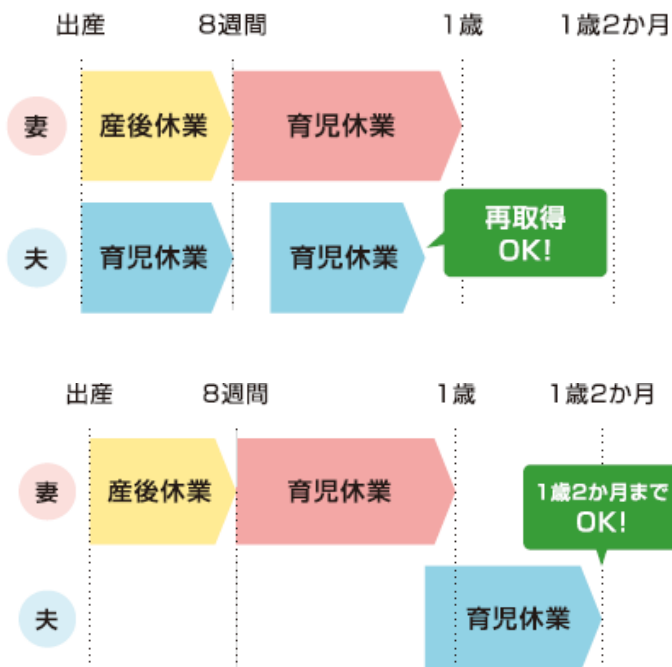 出産 8週間 1歳 1歳2か月
妻 産後休業 育児休業
夫 育児休業 育児休業 再取得
OK!
出産 8週間 1歳 1歳2か月
妻 産後休業 育児休業 1歳2か月まで
OK!
夫 育児休業